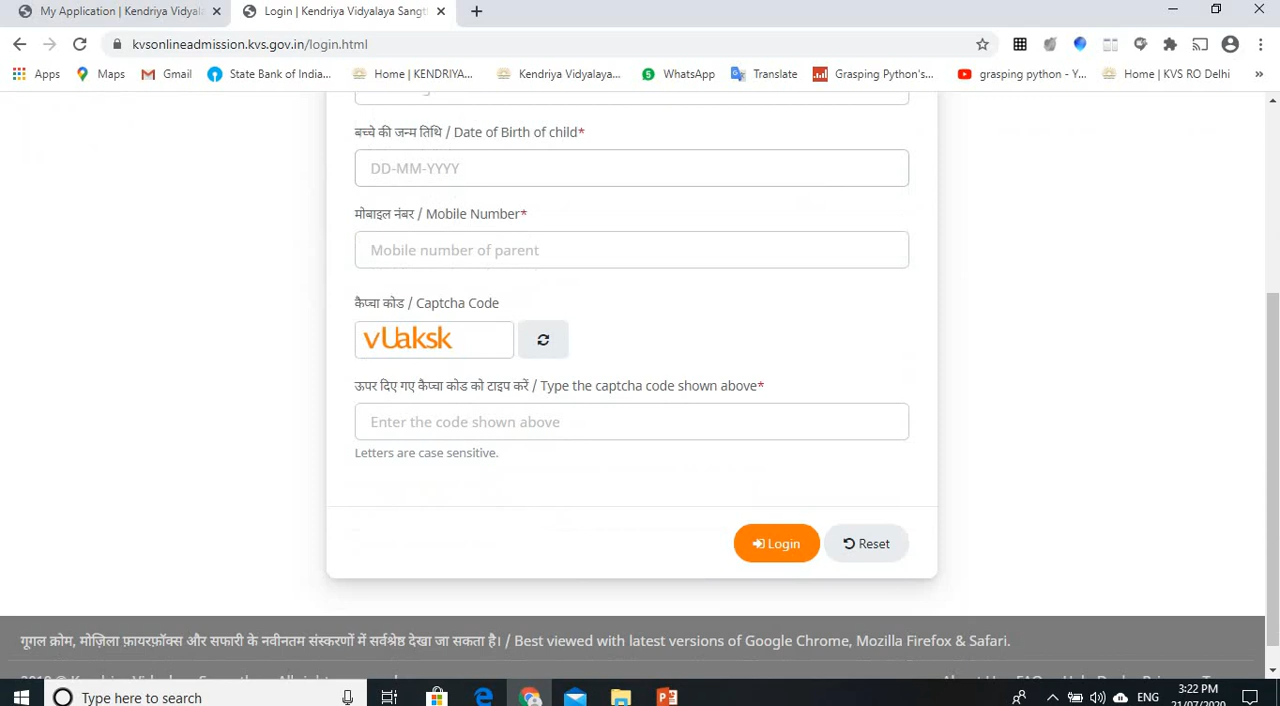 My Application | Kendriya Vidyal
Login | Kendriya Vidyalaya Sangt
kvsonlineadmission.kvs.gov.in/login.html
Apps Maps Gmail State Bank of India... Home | KENDRIYA... Kendriya Vidyalaya... WhatsApp Translate Grasping Python's... grasping python - Y... Home | KVS RO Delhi »
बच्चे की जन्म तिथि / Date of Birth of child*
DD-MM-YYYY
मोबाइल नंबर / Mobile Number*
Mobile number of parent
कैप्चा कोड / Captcha Code
vUaksk
ऊपर दिए गए कैप्चा कोड को टाइप करें / Type the captcha code shown above*
Enter the code shown above
Letters are case sensitive.
Login Reset
गूगल क्रोम, मोज़िला फ़ायरफ़ॉक्स और सफारी के नवीनतम संस्करणों में सर्वश्रेष्ठ देखा जा सकता है। / Best viewed with latest versions of Google Chrome, Mozilla Firefox & Safari.
Type here to search
ENG
3:22 PM
21/07/2020